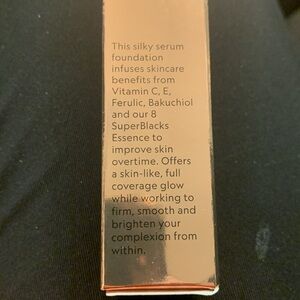 This silky serum
foundation
infuses skincare
benefits from
Vitamin C, E,
Ferulic, Bakuchiol
and our 8
SuperBlacks
Essence to
improve skin
overtime. Offers
a skin-like, full
coverage glow
while working to
firm, smooth and
brighten your
complexion from
within.